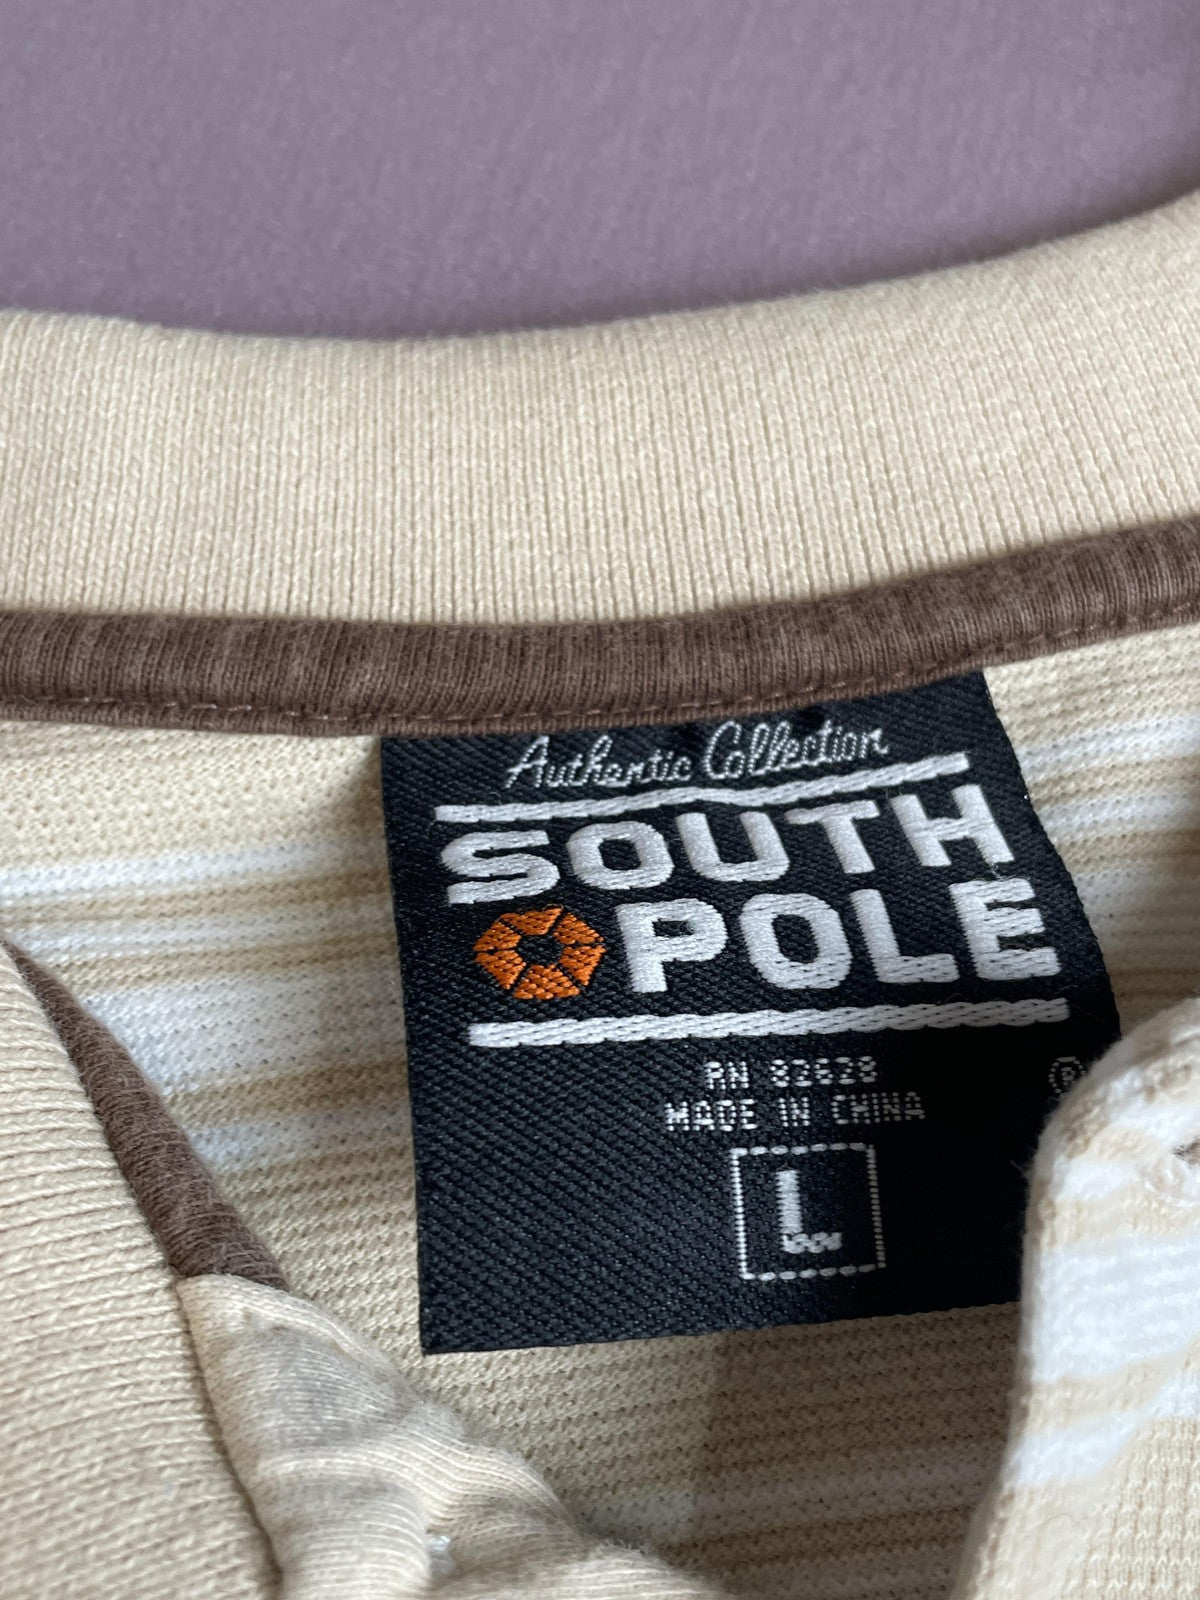 Authentic Collection
SOUTH
POLE
RN 82628
®
MADE IN CHINA
L